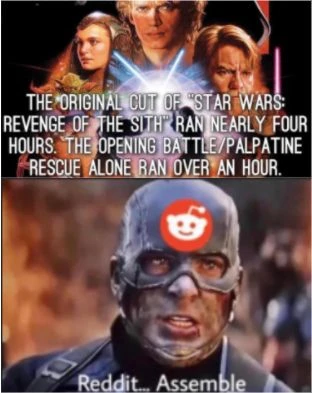 THE ORIGINAL CUT OF "STAR WARS:
REVENGE OF THE SITH" RAN NEARLY FOUR
HOURS. THE OPENING BATTLE/PALPATINE
RESCUE ALONE RAN OVER AN HOUR.
Reddit... Assemble